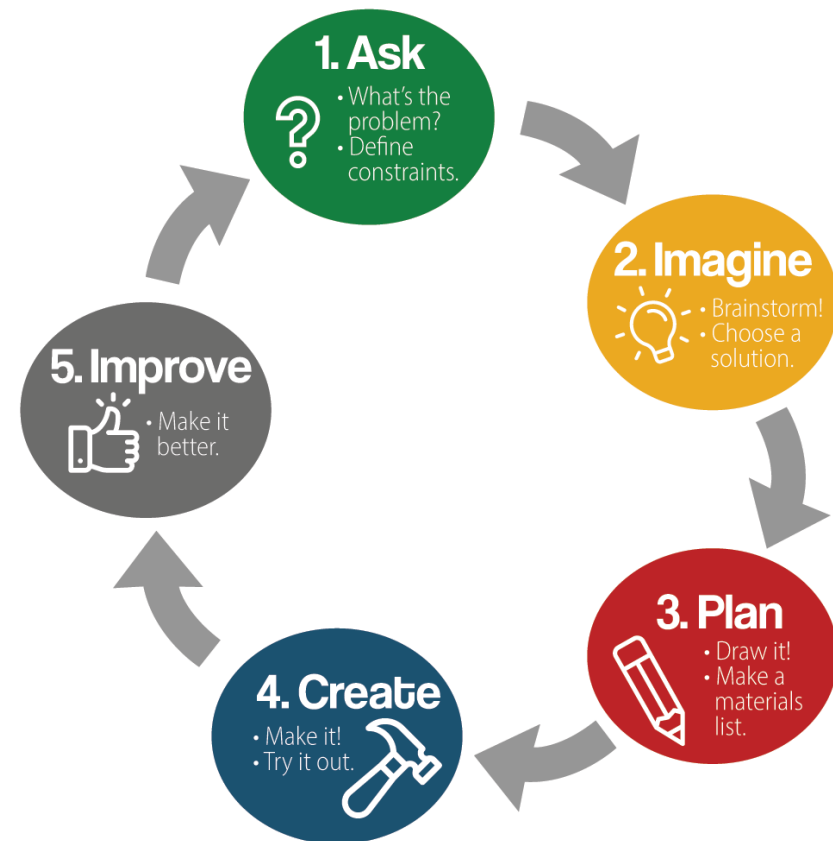 1. Ask
• What's the
problem?
• Define
constraints.
2. Imagine
• Brainstorm!
• Choose a
solution.
3. Plan
• Draw it!
• Make a
materials
list.
4. Create
• Make it!
• Try it out.
5. Improve
• Make it
better.